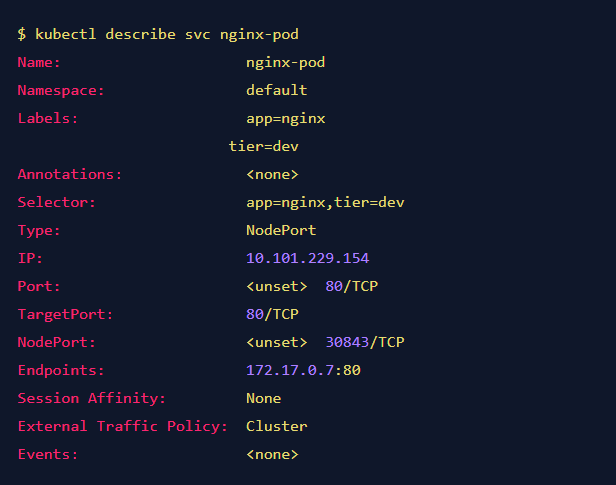 $ kubectl describe svc nginx-pod
Name:                     nginx-pod
Namespace:                default
Labels:                   app=nginx
                        tier=dev
Annotations:              <none>
Selector:                 app=nginx,tier=dev
Type:                     NodePort
IP:                       10.101.229.154
Port:                     <unset>  80/TCP
TargetPort:               80/TCP
NodePort:                 <unset>  30843/TCP
Endpoints:                172.17.0.7:80
Session Affinity:         None
External Traffic Policy:  Cluster
Events:                   <none>